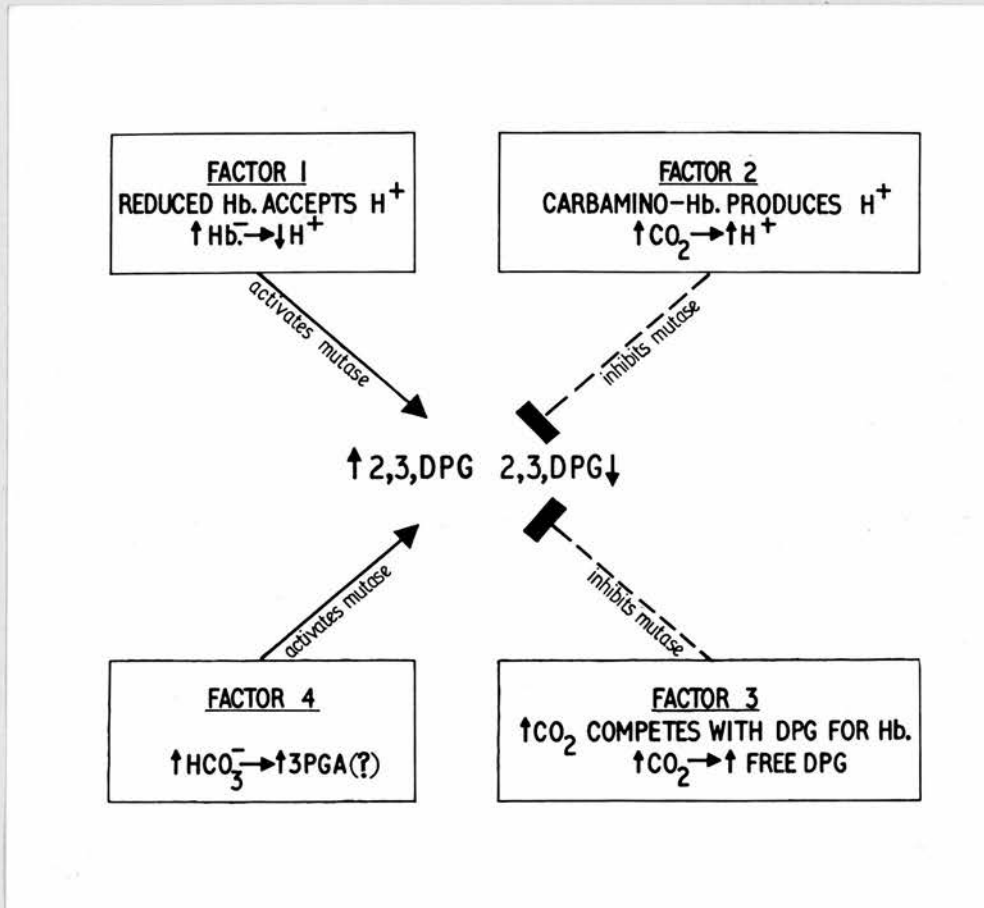 FACTOR 1
REDUCED Hb. ACCEPTS H⁺
↑Hb.⁻→↓H⁺
FACTOR 2
CARBAMINO-Hb. PRODUCES H⁺
↑CO₂→↑H⁺
activates mutase
inhibits mutase
↑2,3,DPG 2,3,DPG↓
activates mutase
inhibits mutase
FACTOR 4
↑HCO₃⁻→↑3PGA(?)
FACTOR 3
↑CO₂ COMPETES WITH DPG FOR Hb.
↑CO₂→↑ FREE DPG